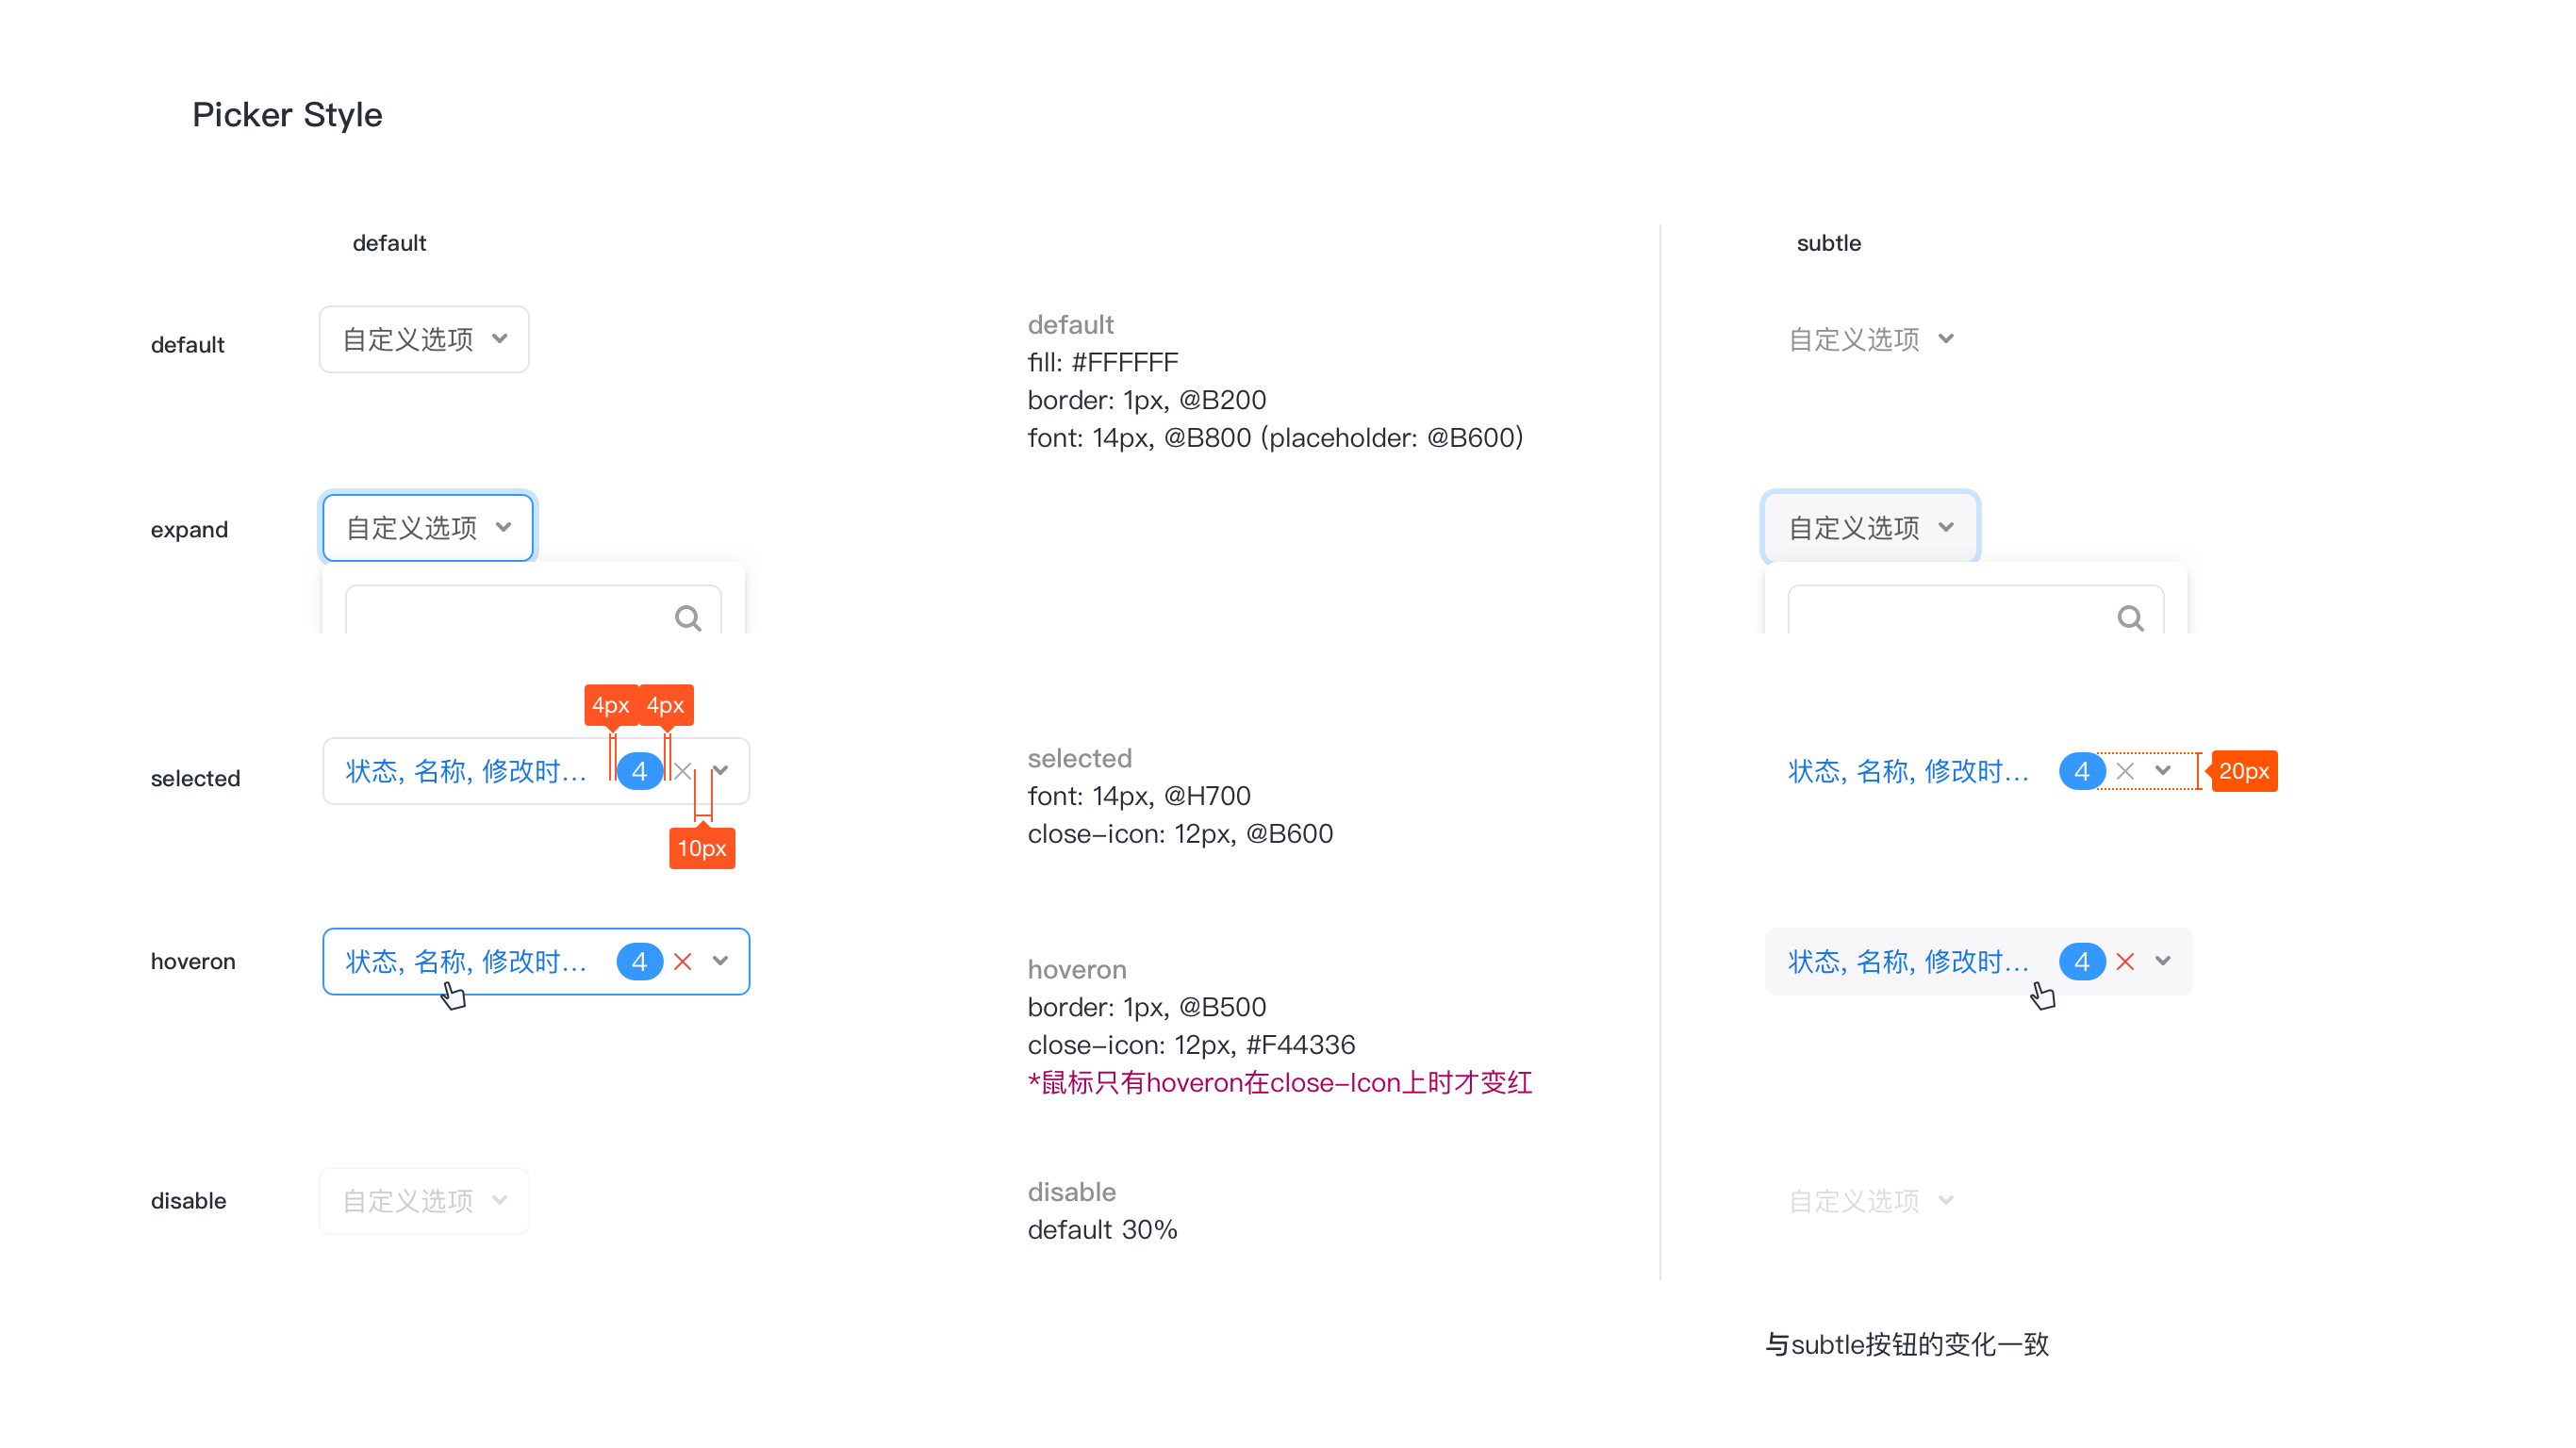 Picker Style
default
subtle
default
自定义选项
default
fill: #FFFFFF
border: 1px, @B200
font: 14px, @B800 (placeholder: @B600)
自定义选项
expand
自定义选项
自定义选项
4px
4px
selected
状态, 名称, 修改时...
4
10px
selected
font: 14px, @H700
close-icon: 12px, @B600
状态, 名称, 修改时...
4
20px
hoveron
状态, 名称, 修改时...
4
hoveron
border: 1px, @B500
close-icon: 12px, #F44336
*鼠标只有hoveron在close-Icon上时才变红
状态, 名称, 修改时...
4
disable
自定义选项
disable
default 30%
自定义选项
与subtle按钮的变化一致